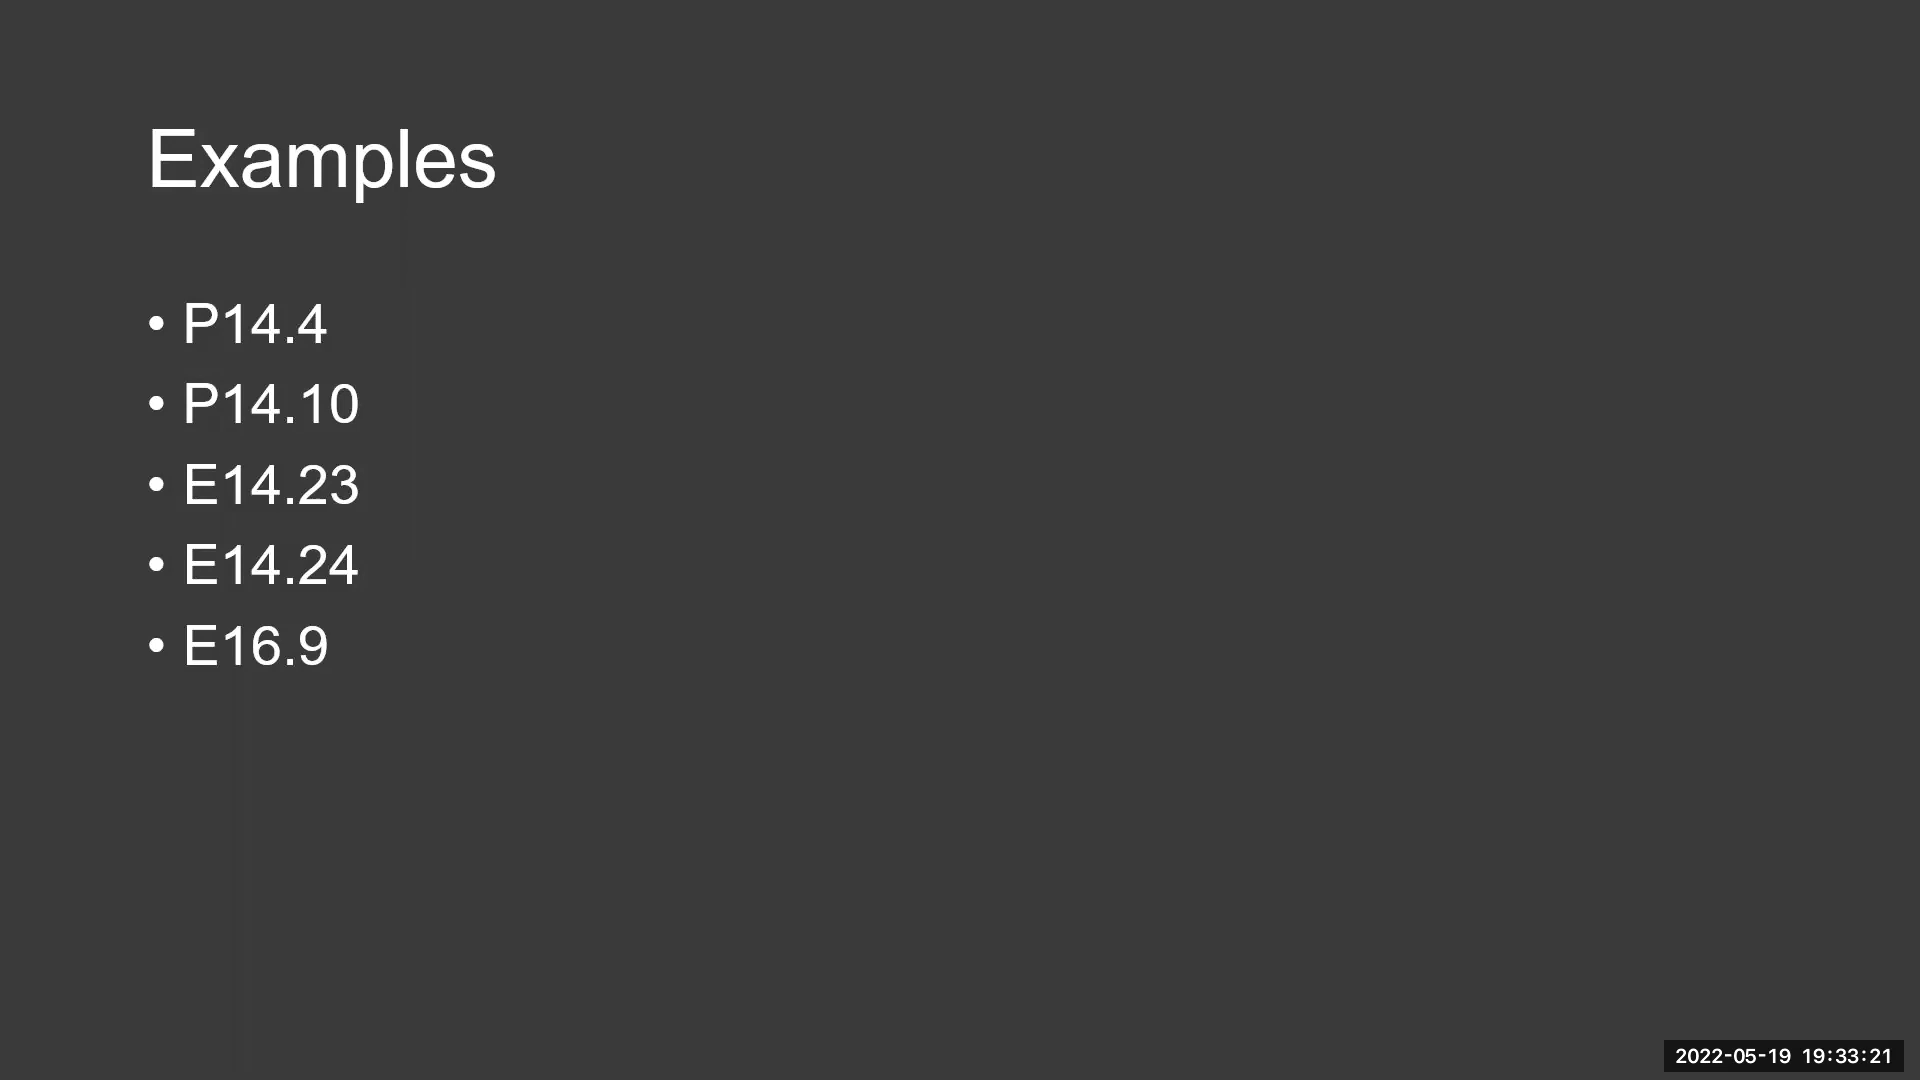 Examples
• P14.4
• P14.10
• E14.23
• E14.24
• E16.9
2022-05-19 19:33:21